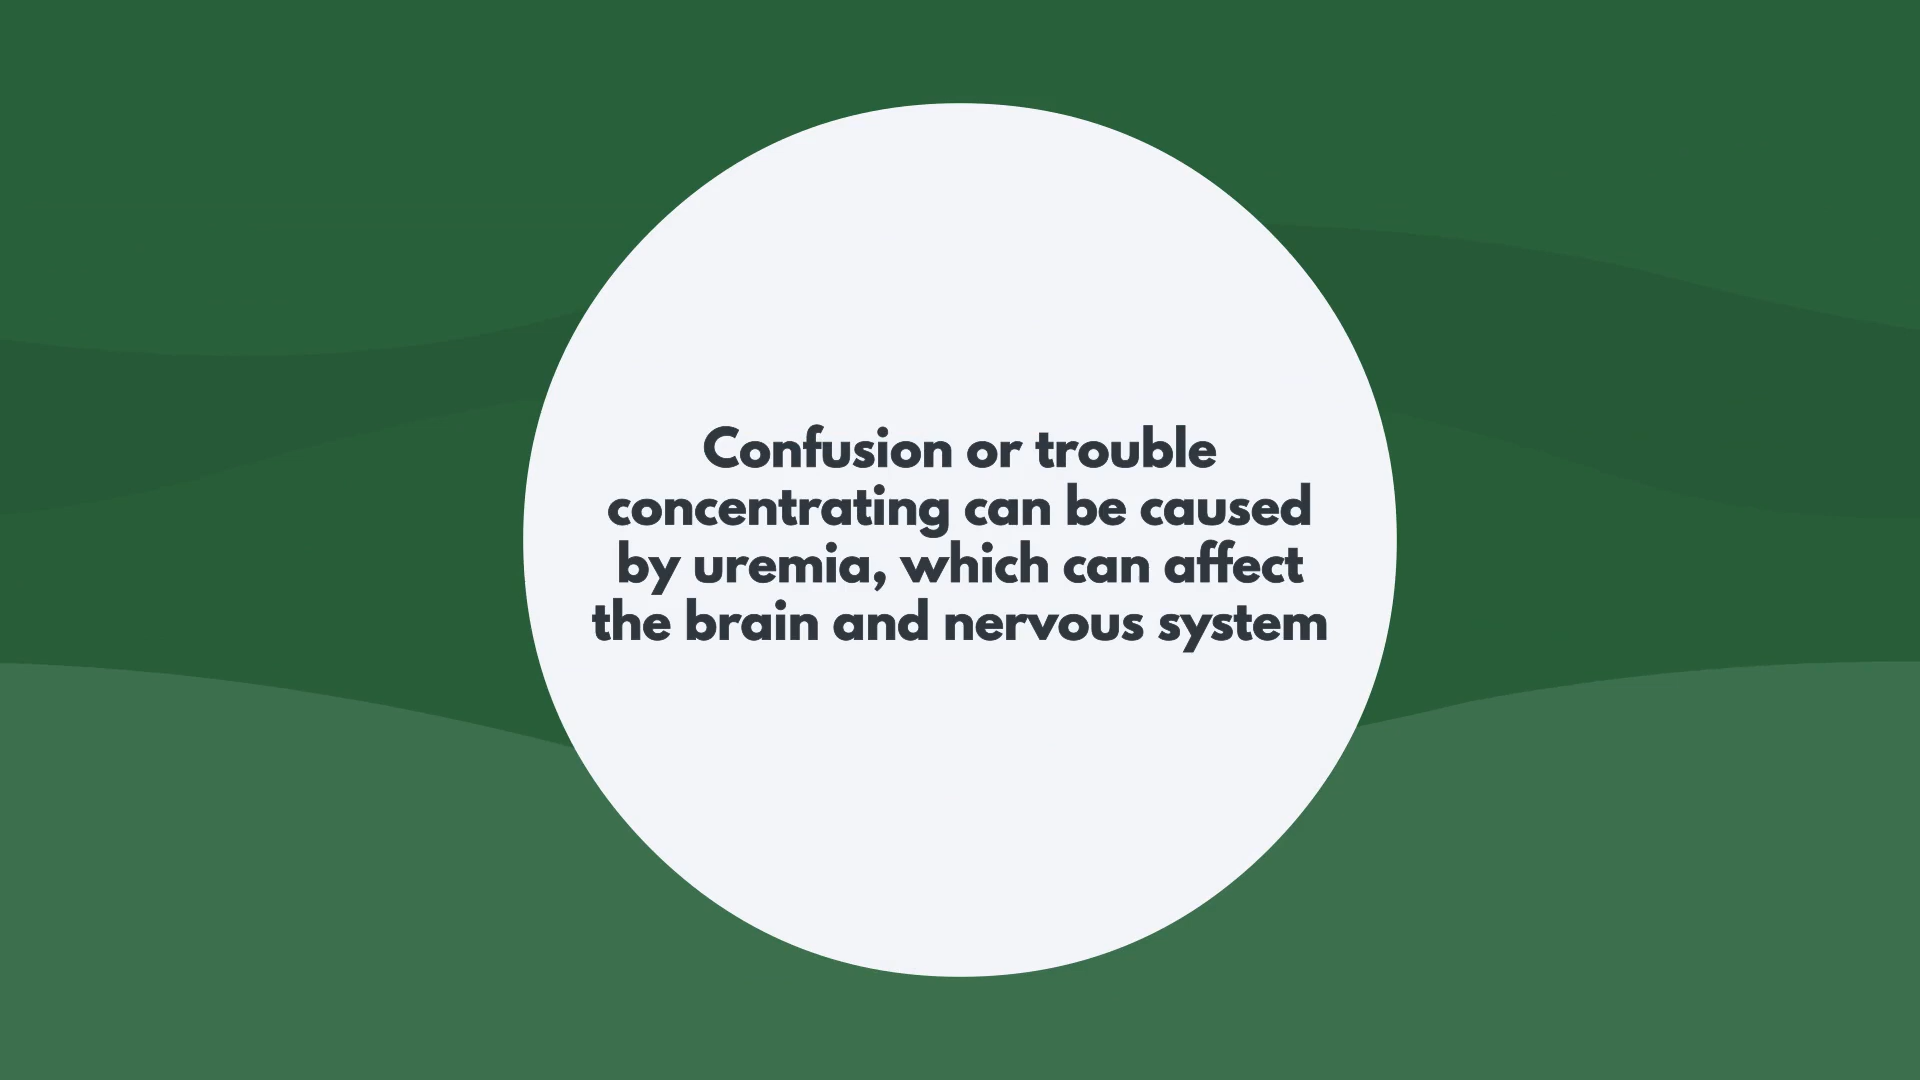 Confusion or trouble
concentrating can be caused
by uremia, which can affect
the brain and nervous system